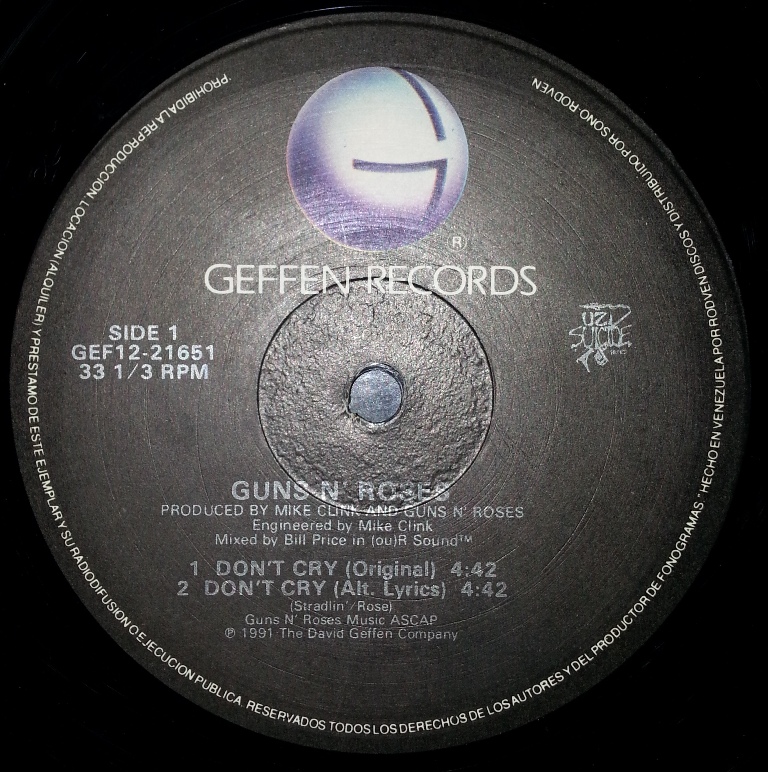 GEFFEN RECORDS
®
SIDE 1
GEF12-21651
33 1/3 RPM
UZI
SUICIDE
GUNS N' ROSES
PRODUCED BY MIKE CLINK AND GUNS N' ROSES
Engineered by Mike Clink
Mixed by Bill Price in (ou)R Sound™
1 DON'T CRY (Original) 4:42
2 DON'T CRY (Alt. Lyrics) 4:42
(Stradlin/Rose)
Guns N' Roses Music ASCAP
℗ 1991 The David Geffen Company
"PROHIBIDA LA REPRODUCCION, LOCACION (ALQUILER) Y PRESTAMO DE ESTE EJEMPLAR Y SU RADIODIFUSION O EJECUCION PUBLICA. RESERVADOS TODOS LOS DERECHOS DE LOS AUTORES Y DEL PRODUCTOR DE FONOGRAMAS" HECHO EN VENEZUELA POR RODVEN DISCOS Y DISTRIBUIDO POR SONO-RODVEN